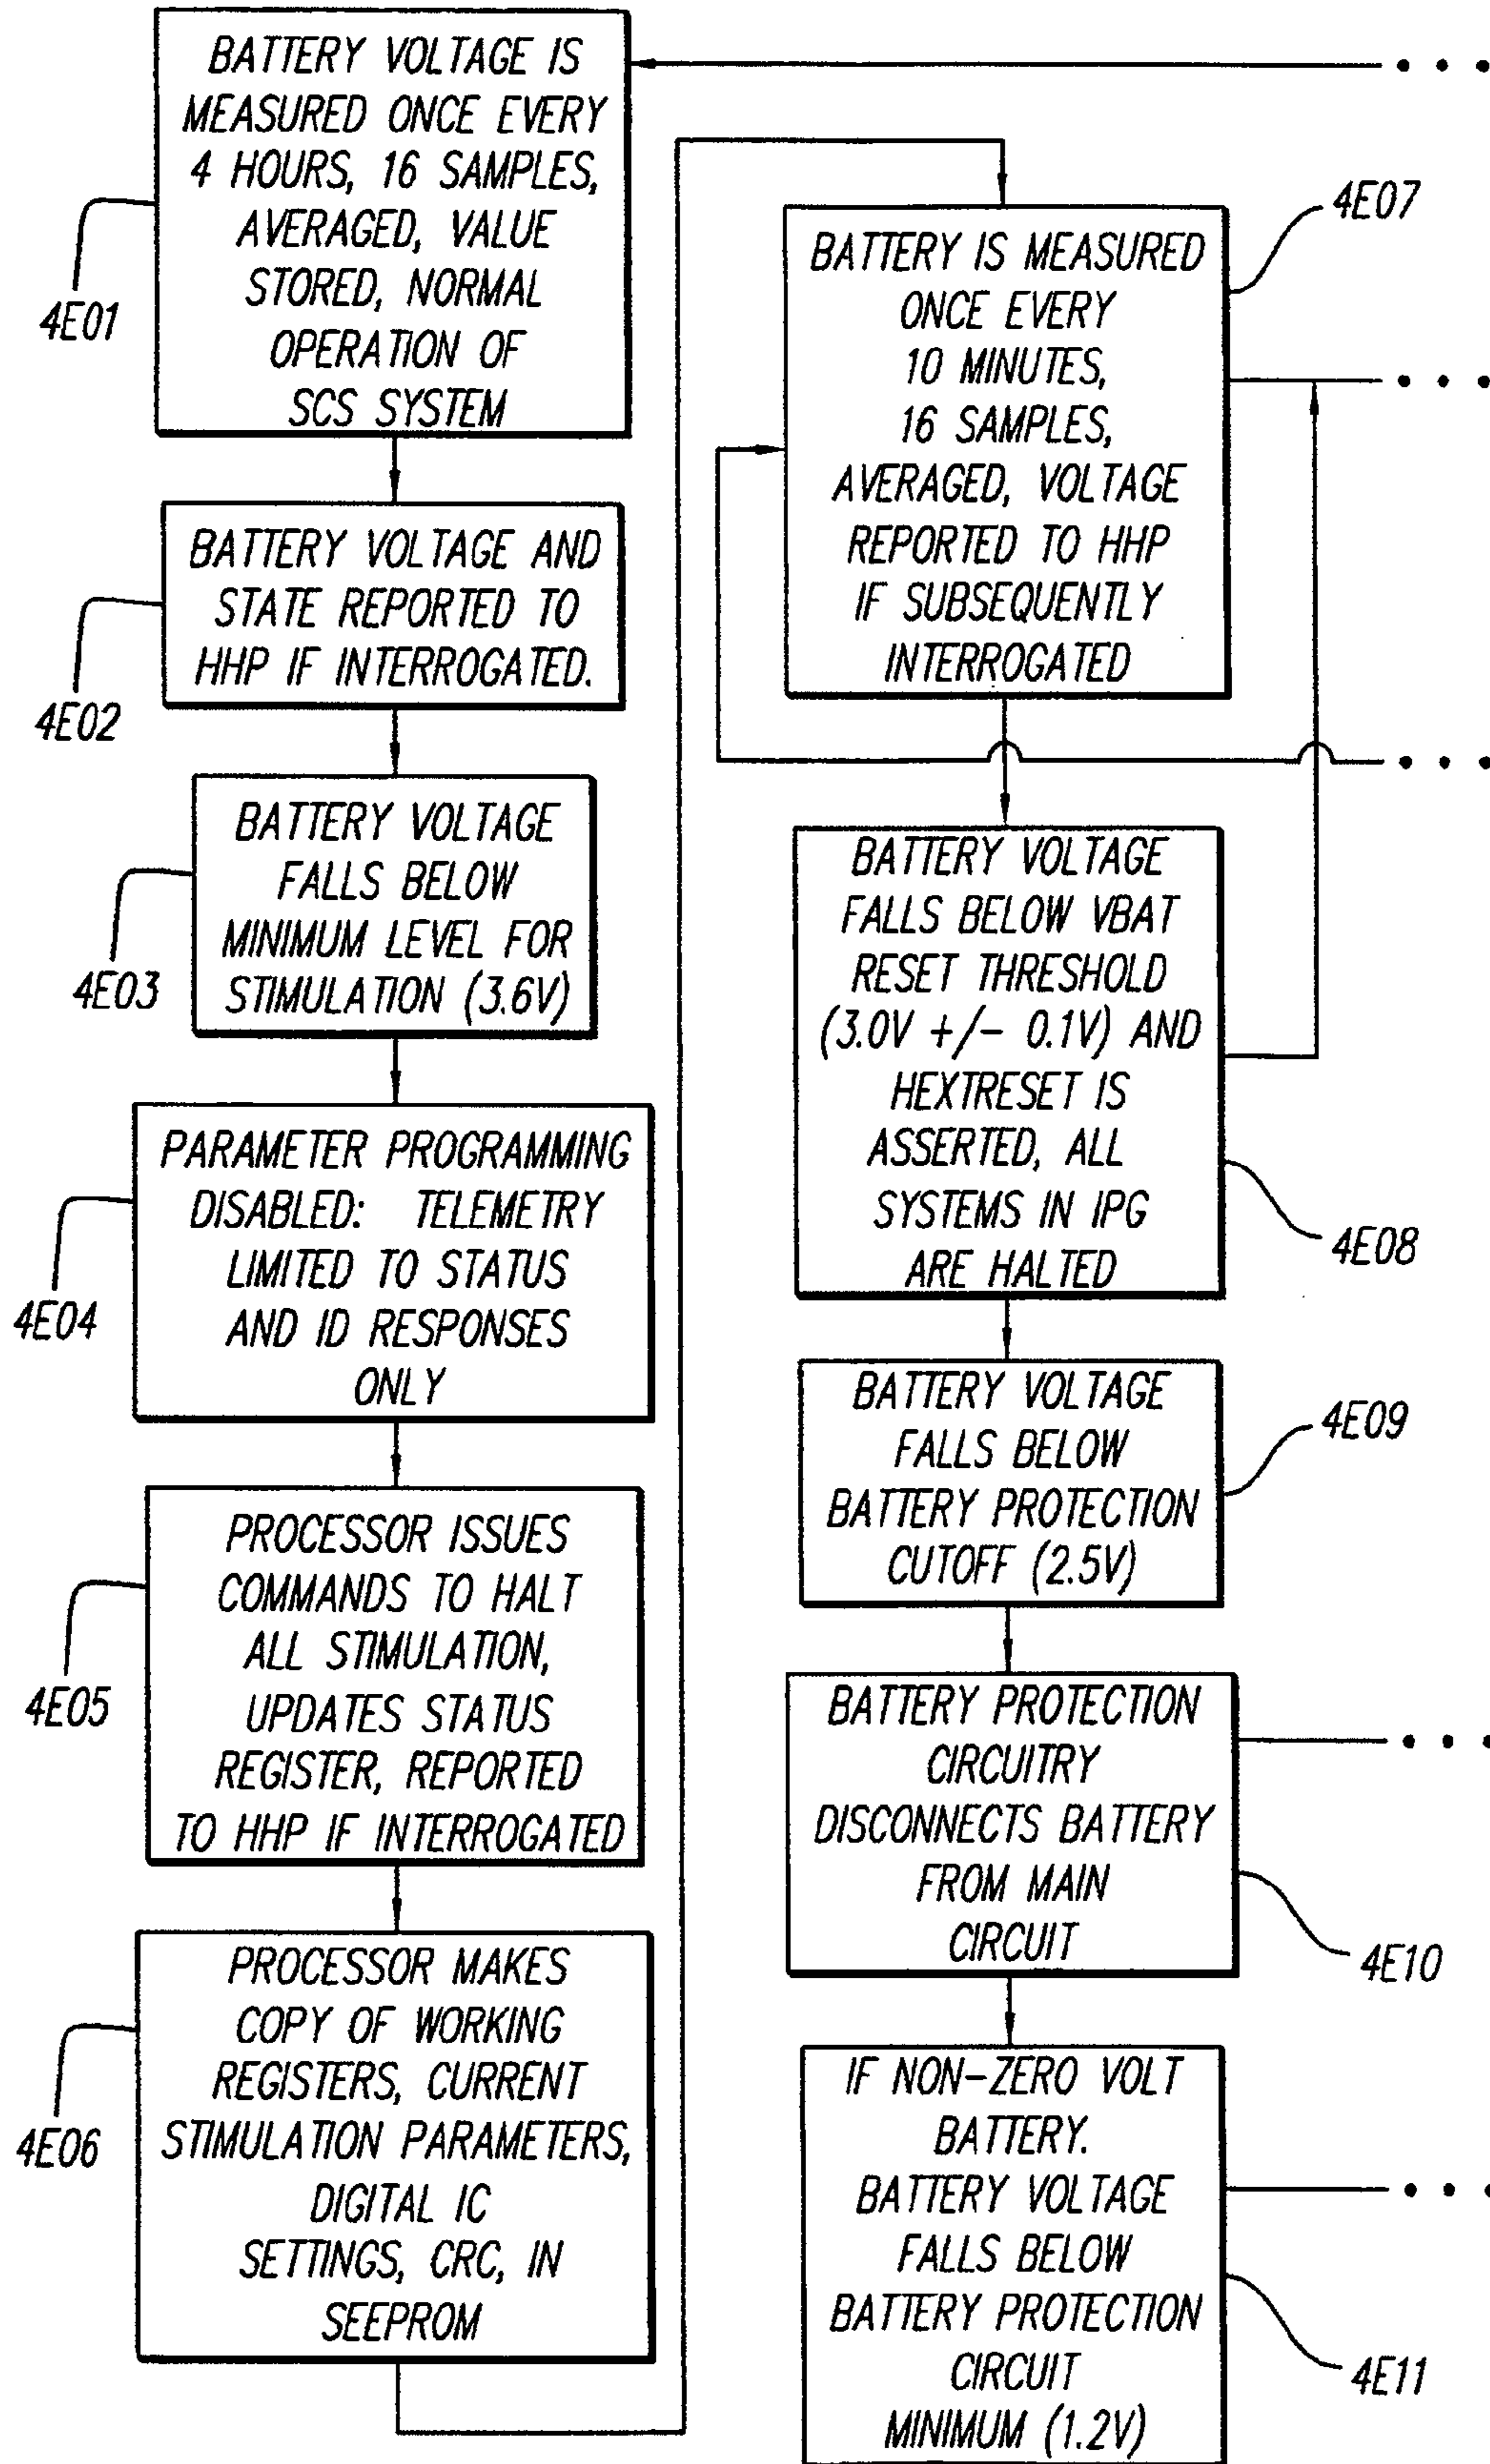 BATTERY VOLTAGE IS
MEASURED ONCE EVERY
4 HOURS, 16 SAMPLES,
AVERAGED, VALUE
STORED, NORMAL
OPERATION OF
SCS SYSTEM
4E01
BATTERY VOLTAGE AND
STATE REPORTED TO
HHP IF INTERROGATED.
4E02
BATTERY VOLTAGE
FALLS BELOW
MINIMUM LEVEL FOR
STIMULATION (3.6V)
4E03
PARAMETER PROGRAMMING
DISABLED: TELEMETRY
LIMITED TO STATUS
AND ID RESPONSES
ONLY
4E04
PROCESSOR ISSUES
COMMANDS TO HALT
ALL STIMULATION,
UPDATES STATUS
REGISTER, REPORTED
TO HHP IF INTERROGATED
4E05
PROCESSOR MAKES
COPY OF WORKING
REGISTERS, CURRENT
STIMULATION PARAMETERS,
DIGITAL IC
SETTINGS, CRC, IN
SEEPROM
4E06
BATTERY IS MEASURED
ONCE EVERY
10 MINUTES,
16 SAMPLES,
AVERAGED, VOLTAGE
REPORTED TO HHP
IF SUBSEQUENTLY
INTERROGATED
4E07
BATTERY VOLTAGE
FALLS BELOW VBAT
RESET THRESHOLD
(3.0V +/- 0.1V) AND
HEXTRESET IS
ASSERTED, ALL
SYSTEMS IN IPG
ARE HALTED
4E08
BATTERY VOLTAGE
FALLS BELOW
BATTERY PROTECTION
CUTOFF (2.5V)
4E09
BATTERY PROTECTION
CIRCUITRY
DISCONNECTS BATTERY
FROM MAIN
CIRCUIT
4E10
IF NON-ZERO VOLT
BATTERY.
BATTERY VOLTAGE
FALLS BELOW
BATTERY PROTECTION
CIRCUIT
MINIMUM (1.2V)
4E11